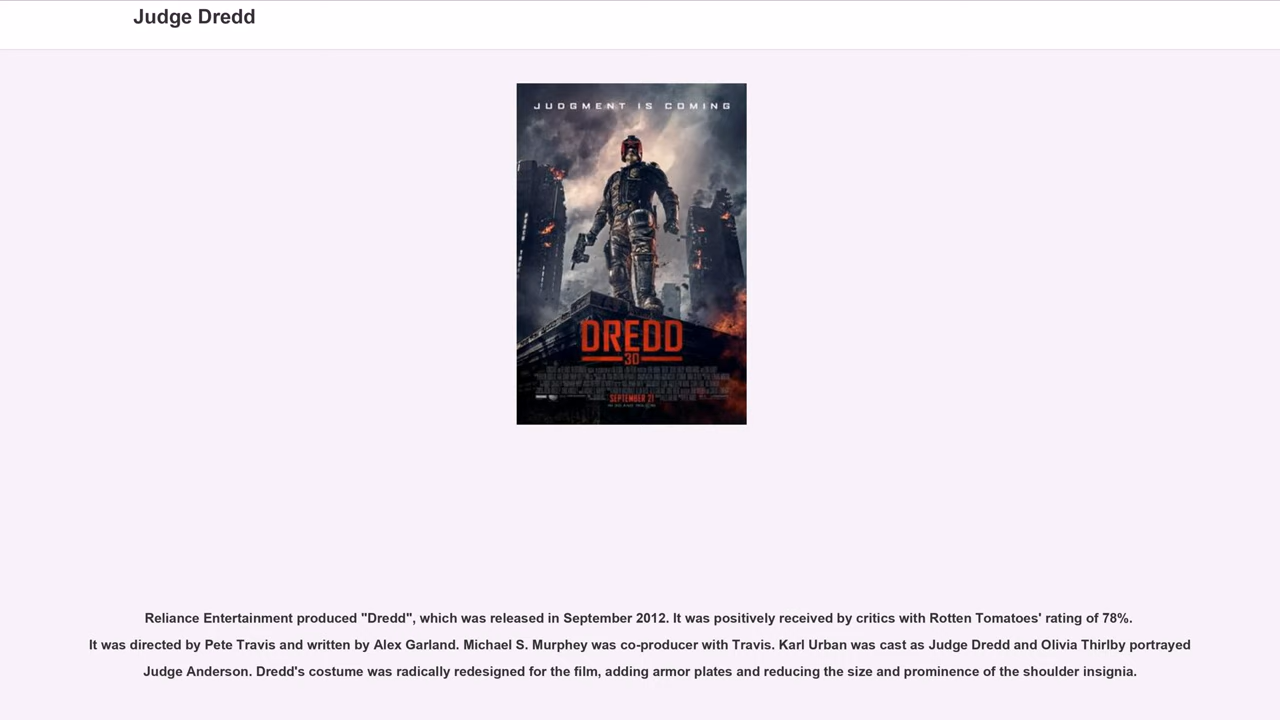 Judge Dredd
JUDGMENT IS COMING
DREDD
3D
SEPTEMBER 21
Reliance Entertainment produced "Dredd", which was released in September 2012. It was positively received by critics with Rotten Tomatoes' rating of 78%.
It was directed by Pete Travis and written by Alex Garland. Michael S. Murphey was co-producer with Travis. Karl Urban was cast as Judge Dredd and Olivia Thirlby portrayed
Judge Anderson. Dredd's costume was radically redesigned for the film, adding armor plates and reducing the size and prominence of the shoulder insignia.